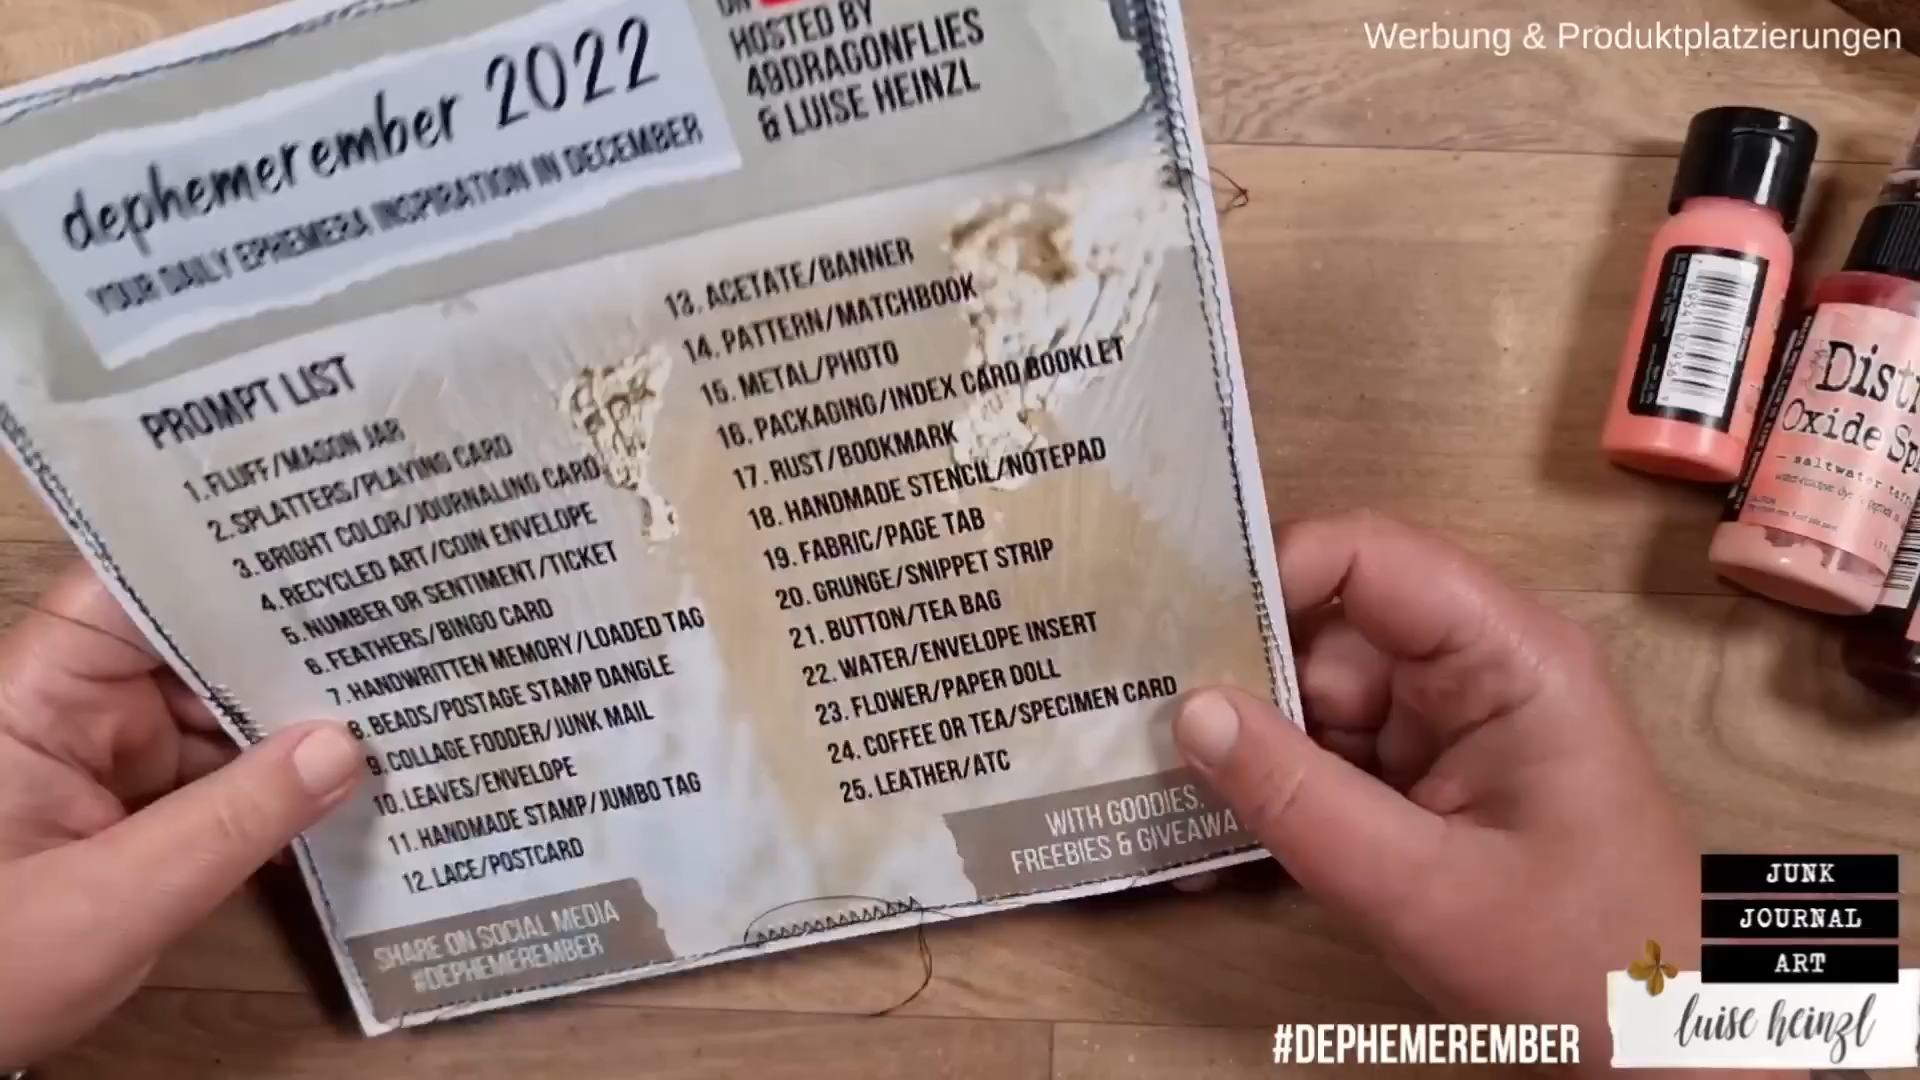 Werbung & Produktplatzierungen
ON
HOSTED BY
49DRAGONFLIES
& LUISE HEINZL
dephemerember 2022
YOUR DAILY EPHEMERA INSPIRATION IN DECEMBER
PROMPT LIST
1. FLUFF/MASON JAR
2. SPLATTERS/PLAYING CARD
3. BRIGHT COLOR/JOURNALING CARD
4. RECYCLED ART/COIN ENVELOPE
5. NUMBER OR SENTIMENT/TICKET
6. FEATHERS/BINGO CARD
7. HANDWRITTEN MEMORY/LOADED TAG
8. BEADS/POSTAGE STAMP DANGLE
9. COLLAGE FODDER/JUNK MAIL
10. LEAVES/ENVELOPE
11. HANDMADE STAMP/JUMBO TAG
12. LACE/POSTCARD
13. ACETATE/BANNER
14. PATTERN/MATCHBOOK
15. METAL/PHOTO
16. PACKAGING/INDEX CARD BOOKLET
17. RUST/BOOKMARK
18. HANDMADE STENCIL/NOTEPAD
19. FABRIC/PAGE TAB
20. GRUNGE/SNIPPET STRIP
21. BUTTON/TEA BAG
22. WATER/ENVELOPE INSERT
23. FLOWER/PAPER DOLL
24. COFFEE OR TEA/SPECIMEN CARD
25. LEATHER/ATC
WITH GOODIES,
FREEBIES & GIVEAWA
SHARE ON SOCIAL MEDIA
#DEPHEMEREMBER
Dist
Oxide Sp
saltwater
JUNK
JOURNAL
ART
luise heinzl
#DEPHEMEREMBER